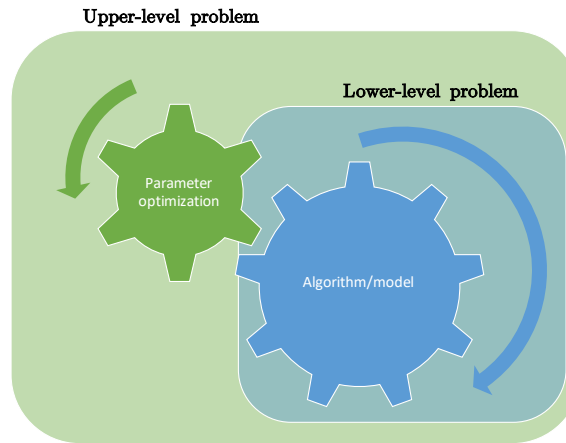 Upper-level problem
Lower-level problem
Parameter
optimization
Algorithm/model